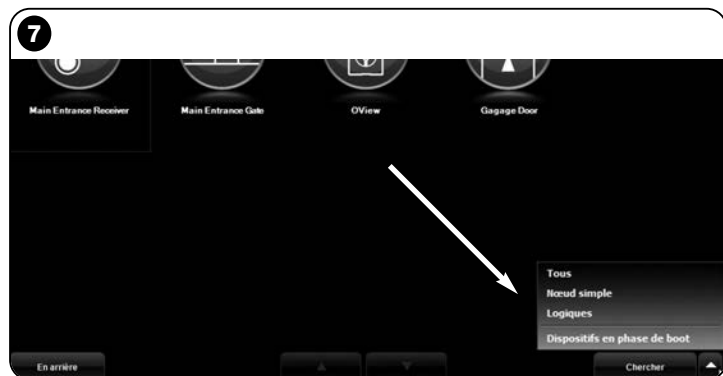 7
Main Entrance Receiver
Main Entrance Gate
OView
Gagage Door
Tous
Nœud simple
Logiques
Dispositifs en phase de boot
En arrière
Chercher